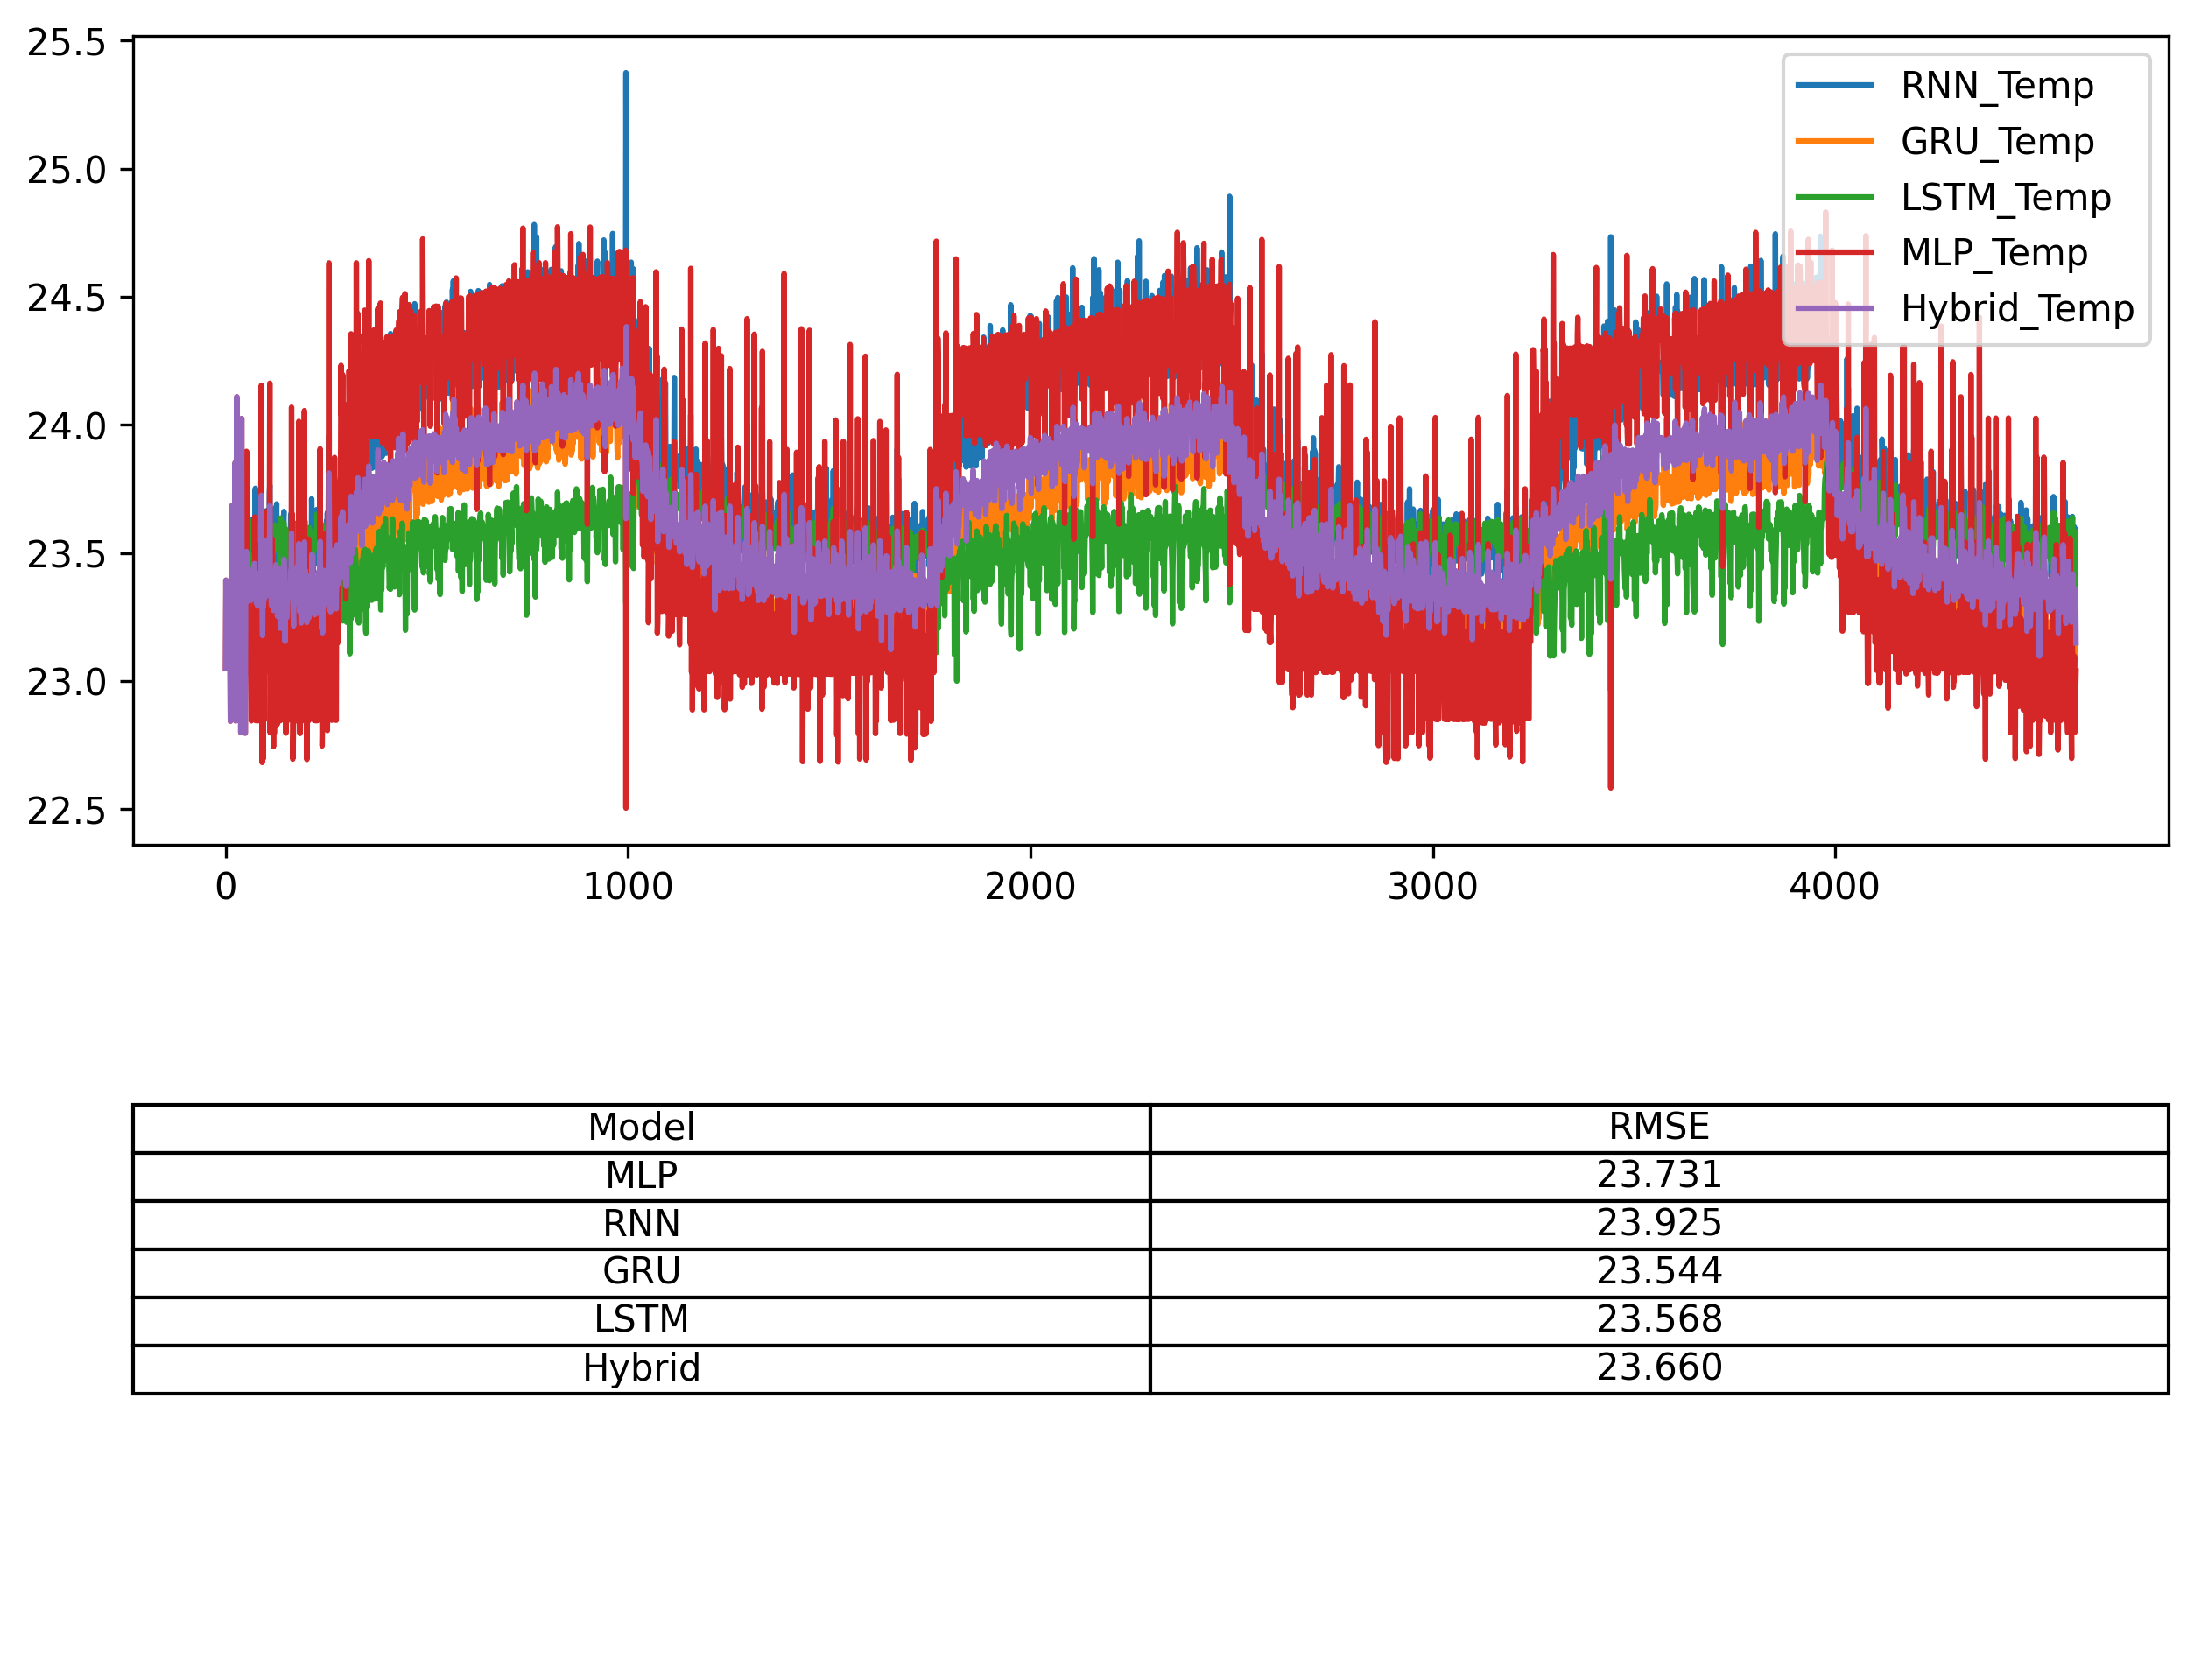 25.5
25.0
24.5
24.0
23.5
23.0
22.5
0 1000 2000 3000 4000
RNN_Temp
GRU_Temp
LSTM_Temp
MLP_Temp
Hybrid_Temp
Model RMSE
MLP 23.731
RNN 23.925
GRU 23.544
LSTM 23.568
Hybrid 23.660